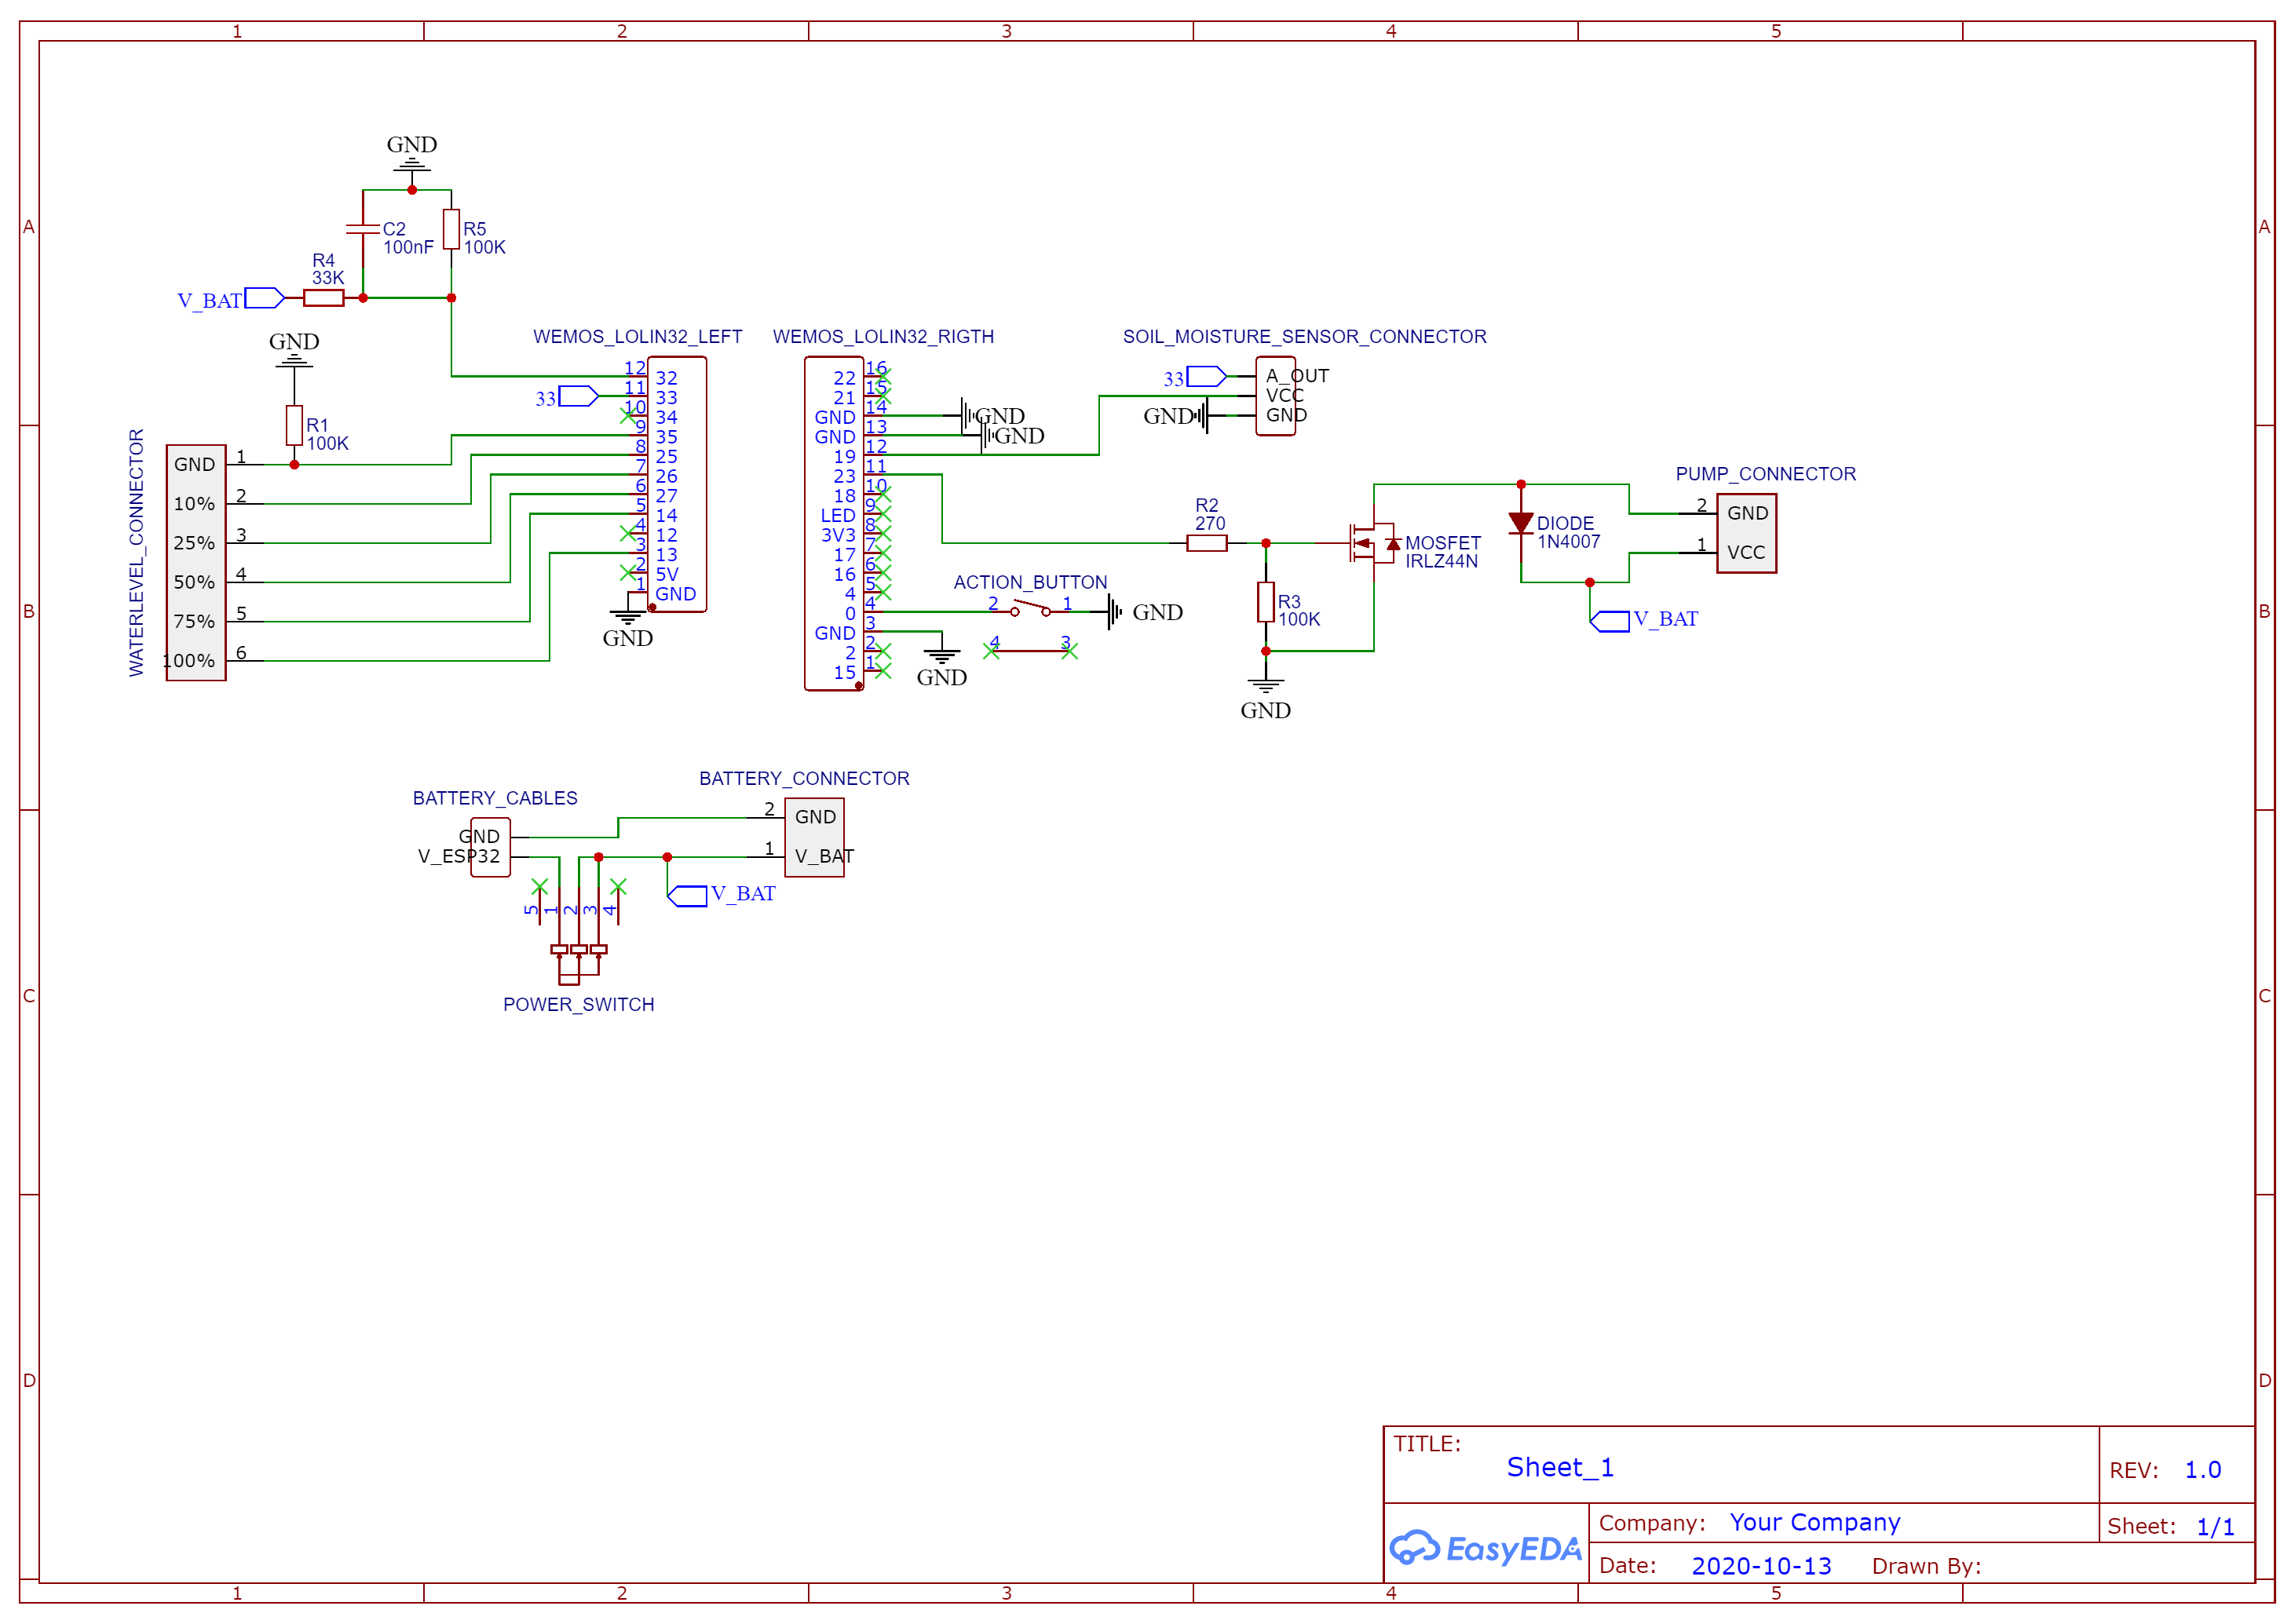 1 2 3 4 5
A A
B B
C C
D D
1 2 3 4 5
GND
C2
100nF
R5
100K
R4
33K
V_BAT
GND
R1
100K
WATERLEVEL_CONNECTOR
GND 1
10% 2
25% 3
50% 4
75% 5
100% 6
WEMOS_LOLIN32_LEFT
12 32
33 11 33
10 34
9 35
8 25
7 26
6 27
5 14
4 12
3 13
2 5V
1 GND
GND
WEMOS_LOLIN32_RIGTH
22 16
21 15
GND 14 GND
GND 13 GND
19 12
23 11
18 10
LED 9
3V3 8
17 7
16 6
4 5
0 4
GND 3
2 2
15 1
GND
ACTION_BUTTON
2 1 GND
4 3
SOIL_MOISTURE_SENSOR_CONNECTOR
33 A_OUT
VCC
GND GND
R2
270
R3
100K
GND
MOSFET
IRLZ44N
DIODE
1N4007
PUMP_CONNECTOR
2 GND
1 VCC
V_BAT
BATTERY_CABLES
GND
V_ESP32
BATTERY_CONNECTOR
2 GND
1 V_BAT
V_BAT
5 1 2 3 4
POWER_SWITCH
TITLE:
Sheet_1
REV: 1.0
EasyEDA
Company: Your Company
Sheet: 1/1
Date: 2020-10-13 Drawn By: